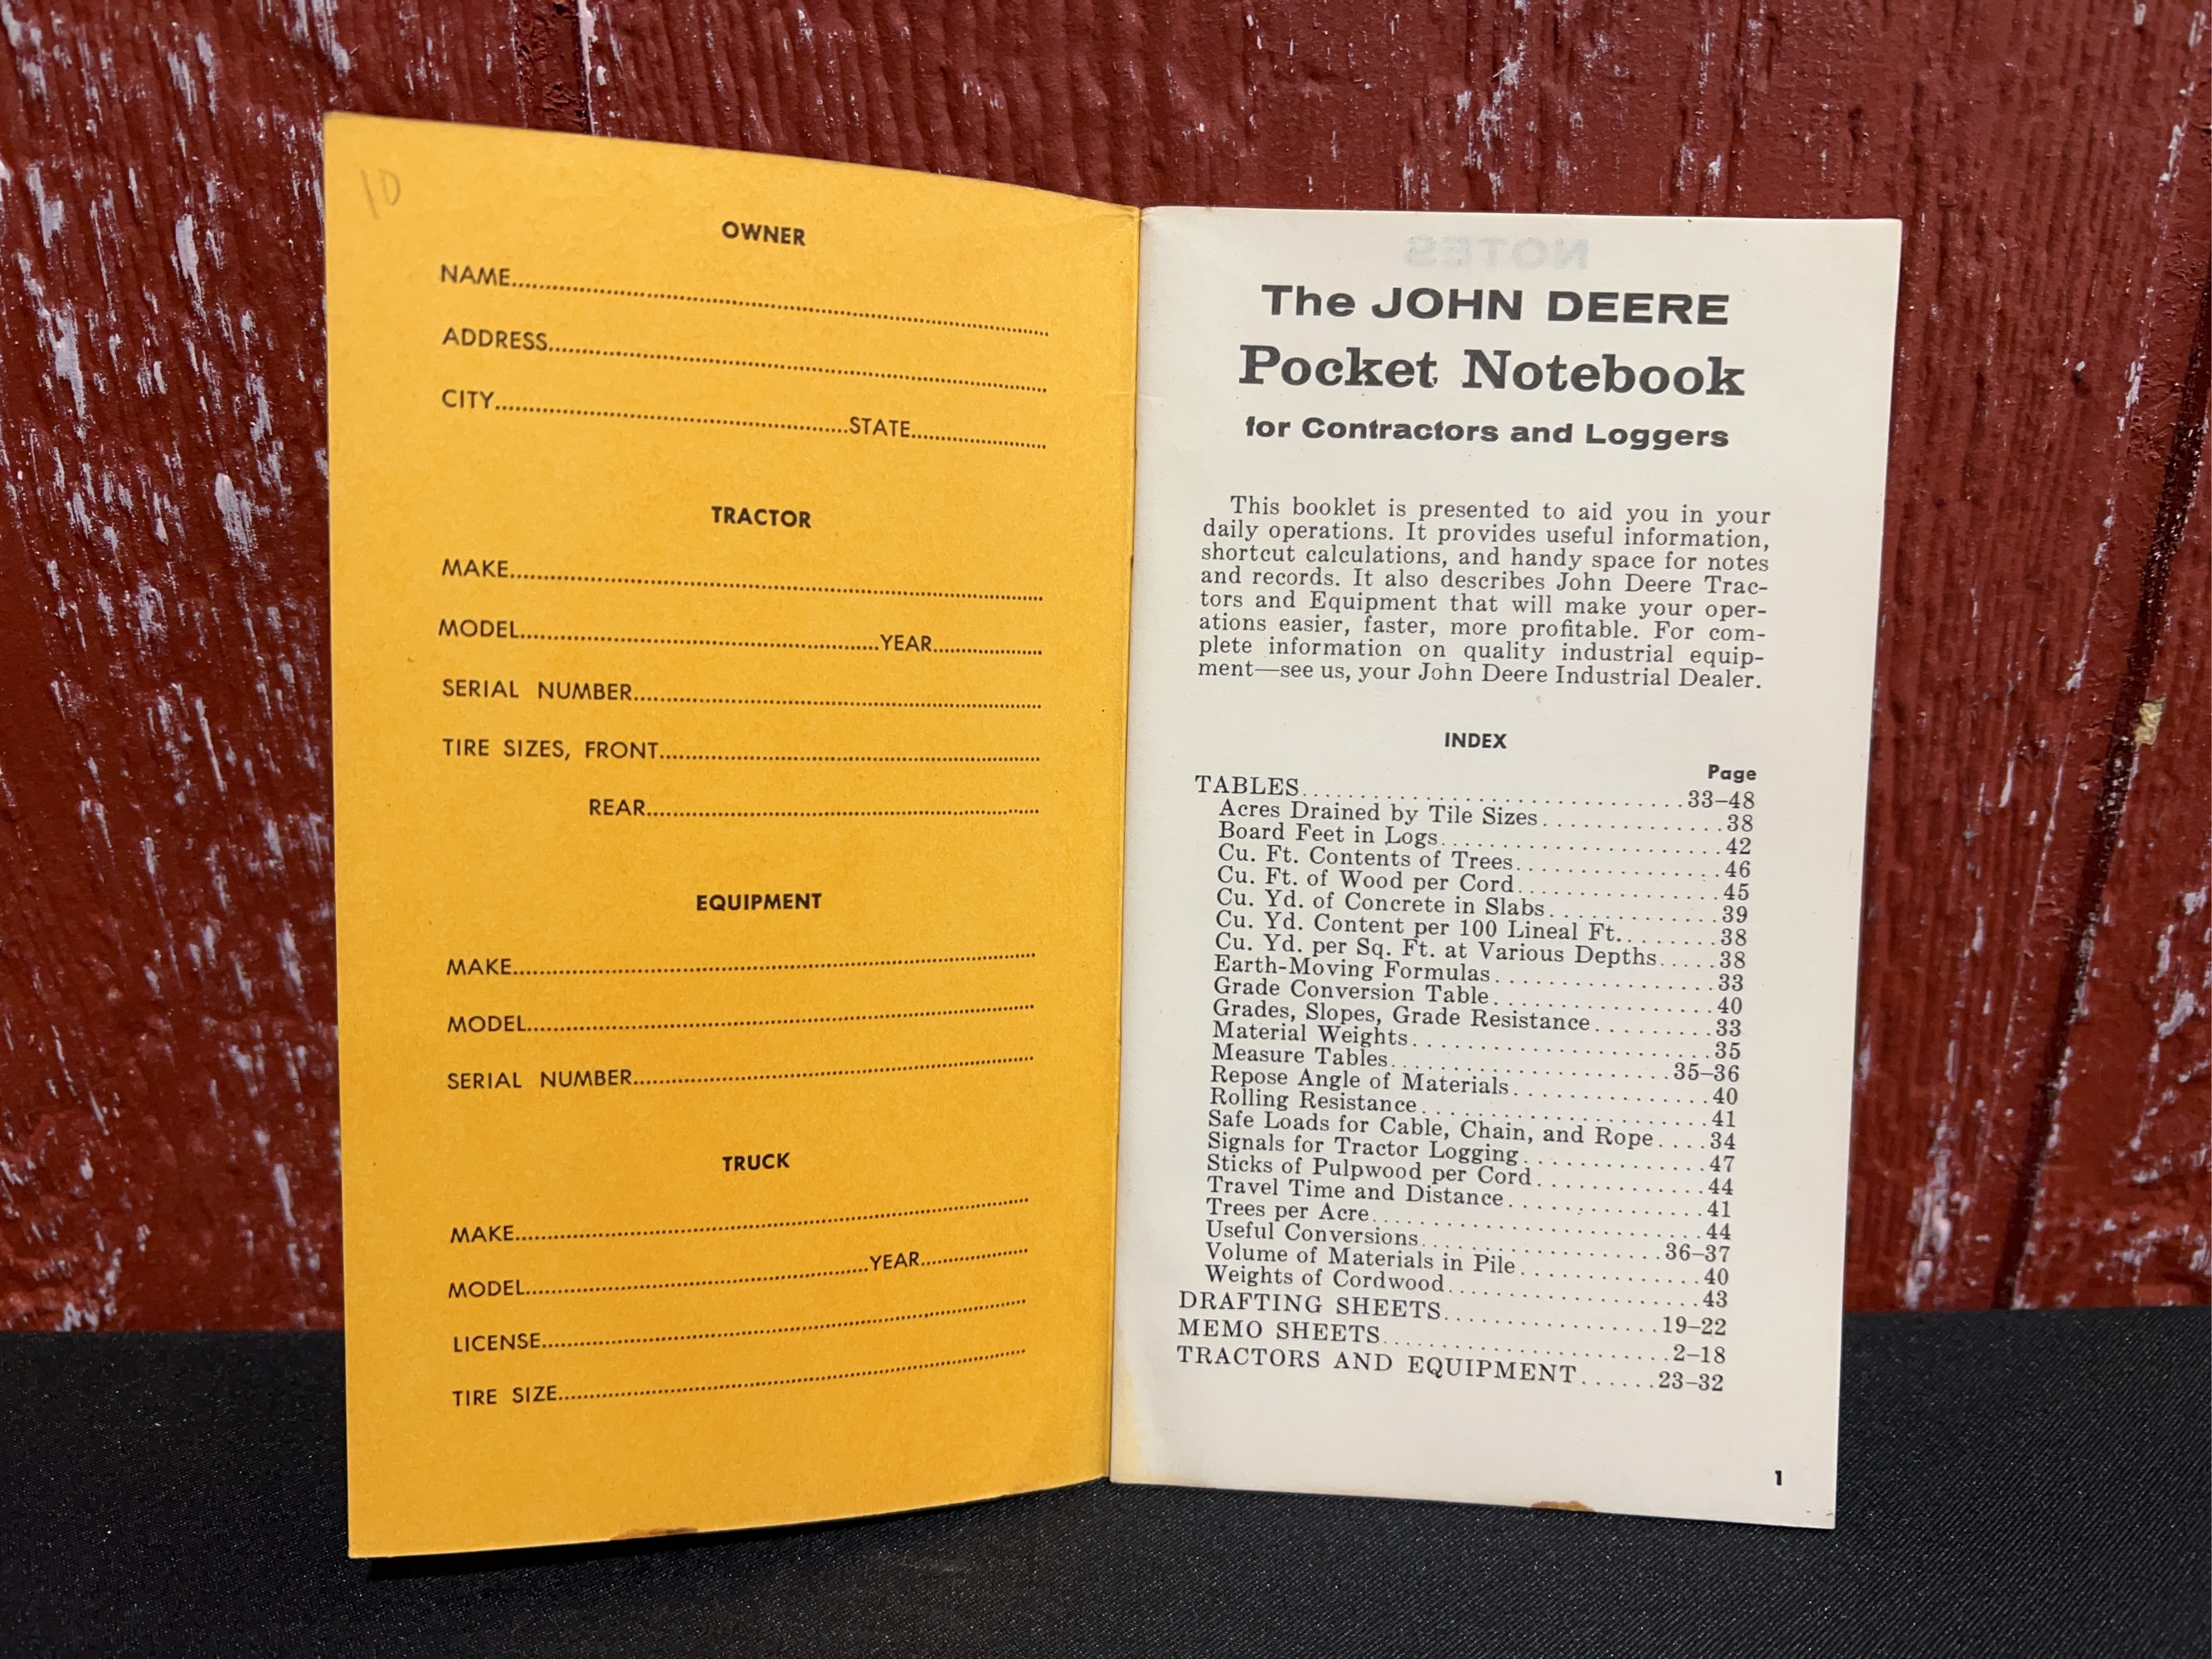 10
OWNER
NAME
ADDRESS
CITY STATE
TRACTOR
MAKE
MODEL YEAR
SERIAL NUMBER
TIRE SIZES, FRONT
REAR
EQUIPMENT
MAKE
MODEL
SERIAL NUMBER
TRUCK
MAKE
MODEL YEAR
LICENSE
TIRE SIZE
NOTES
The JOHN DEERE
Pocket Notebook
for Contractors and Loggers
This booklet is presented to aid you in your
daily operations. It provides useful information,
shortcut calculations, and handy space for notes
and records. It also describes John Deere Trac-
tors and Equipment that will make your oper-
ations easier, faster, more profitable. For com-
plete information on quality industrial equip-
ment—see us, your John Deere Industrial Dealer.
INDEX
Page
TABLES 33–48
Acres Drained by Tile Sizes 38
Board Feet in Logs 42
Cu. Ft. Contents of Trees 46
Cu. Ft. of Wood per Cord 45
Cu. Yd. of Concrete in Slabs 39
Cu. Yd. Content per 100 Lineal Ft. 38
Cu. Yd. per Sq. Ft. at Various Depths 38
Earth-Moving Formulas 33
Grade Conversion Table 40
Grades, Slopes, Grade Resistance 33
Material Weights 35
Measure Tables 35–36
Repose Angle of Materials 40
Rolling Resistance 41
Safe Loads for Cable, Chain, and Rope 34
Signals for Tractor Logging 47
Sticks of Pulpwood per Cord 44
Travel Time and Distance 41
Trees per Acre 44
Useful Conversions 36–37
Volume of Materials in Pile 40
Weights of Cordwood 43
DRAFTING SHEETS 19–22
MEMO SHEETS 2–18
TRACTORS AND EQUIPMENT 23–32
1